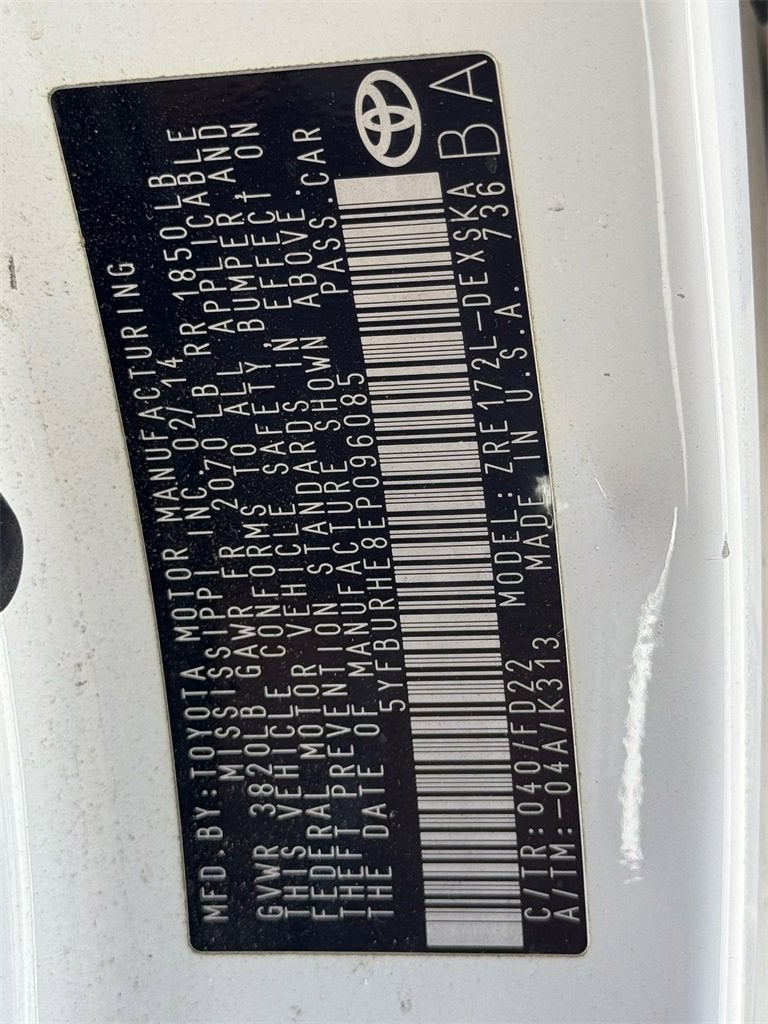 MFD.BY:TOYOTA MOTOR MANUFACTURING
MISSISSIPPI INC. 02/14
GVWR 3820LB GAWR FR 2070 LB RR 1850LB
THIS VEHICLE CONFORMS TO ALL APPLICABLE
FEDERAL MOTOR VEHICLE SAFETY, BUMPER, AND
THEFT PREVENTION STANDARDS IN EFFECT ON
THE DATE OF MANUFACTURE SHOWN ABOVE.
5YFBURHE8EP096085 PASS.CAR
C/TR:040/FD22 MODEL:ZRE172L-DEXSKA
A/TM:-04A/K313 MADE IN U.S.A. 736
BA